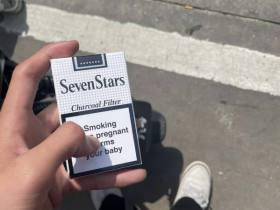 SevenStars
Charcoal Filter
Smoking
pregnant
your baby